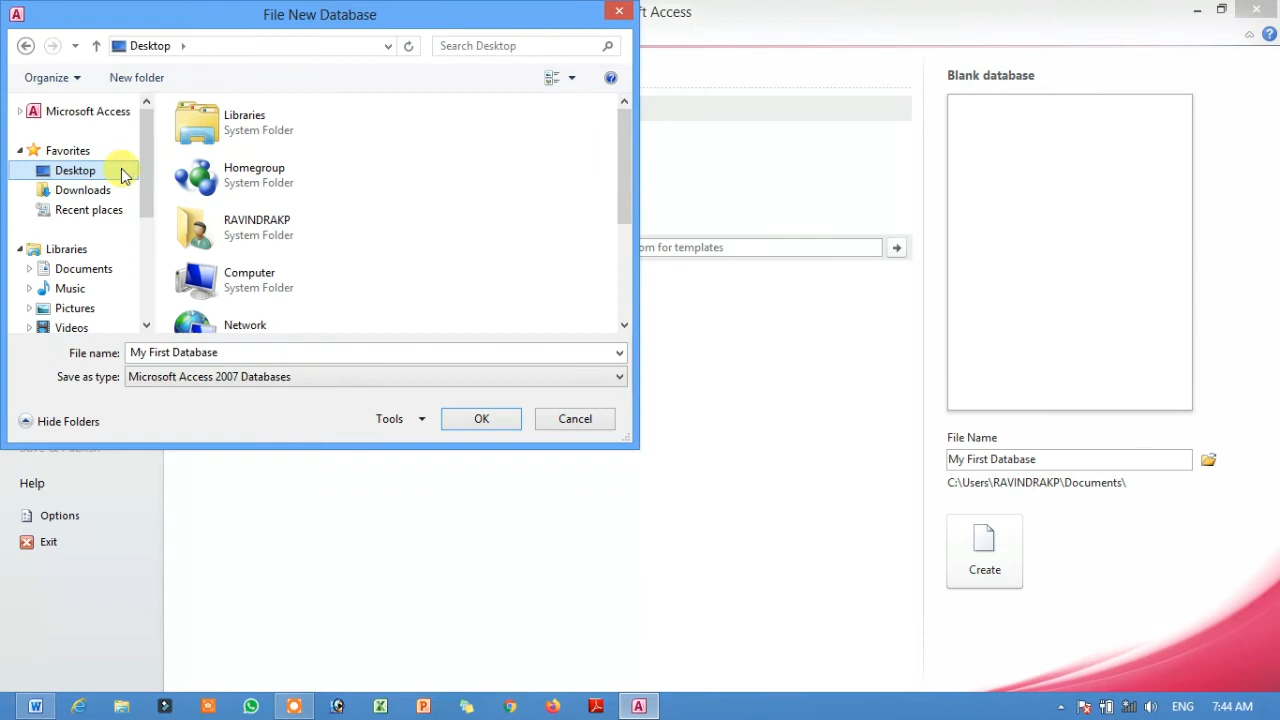 File New Database
ft Access
Desktop
Search Desktop
Organize
New folder
Microsoft Access
Favorites
Desktop
Downloads
Recent places
Libraries
Documents
Music
Pictures
Videos
Libraries
System Folder
Homegroup
System Folder
RAVINDRAKP
System Folder
Computer
System Folder
Network
File name:
My First Database
Save as type:
Microsoft Access 2007 Databases
Hide Folders
Tools
OK
Cancel
Save & Publish
Help
Options
Exit
om for templates
Blank database
File Name
My First Database
C:\Users\RAVINDRAKP\Documents\
Create
ENG
7:44 AM